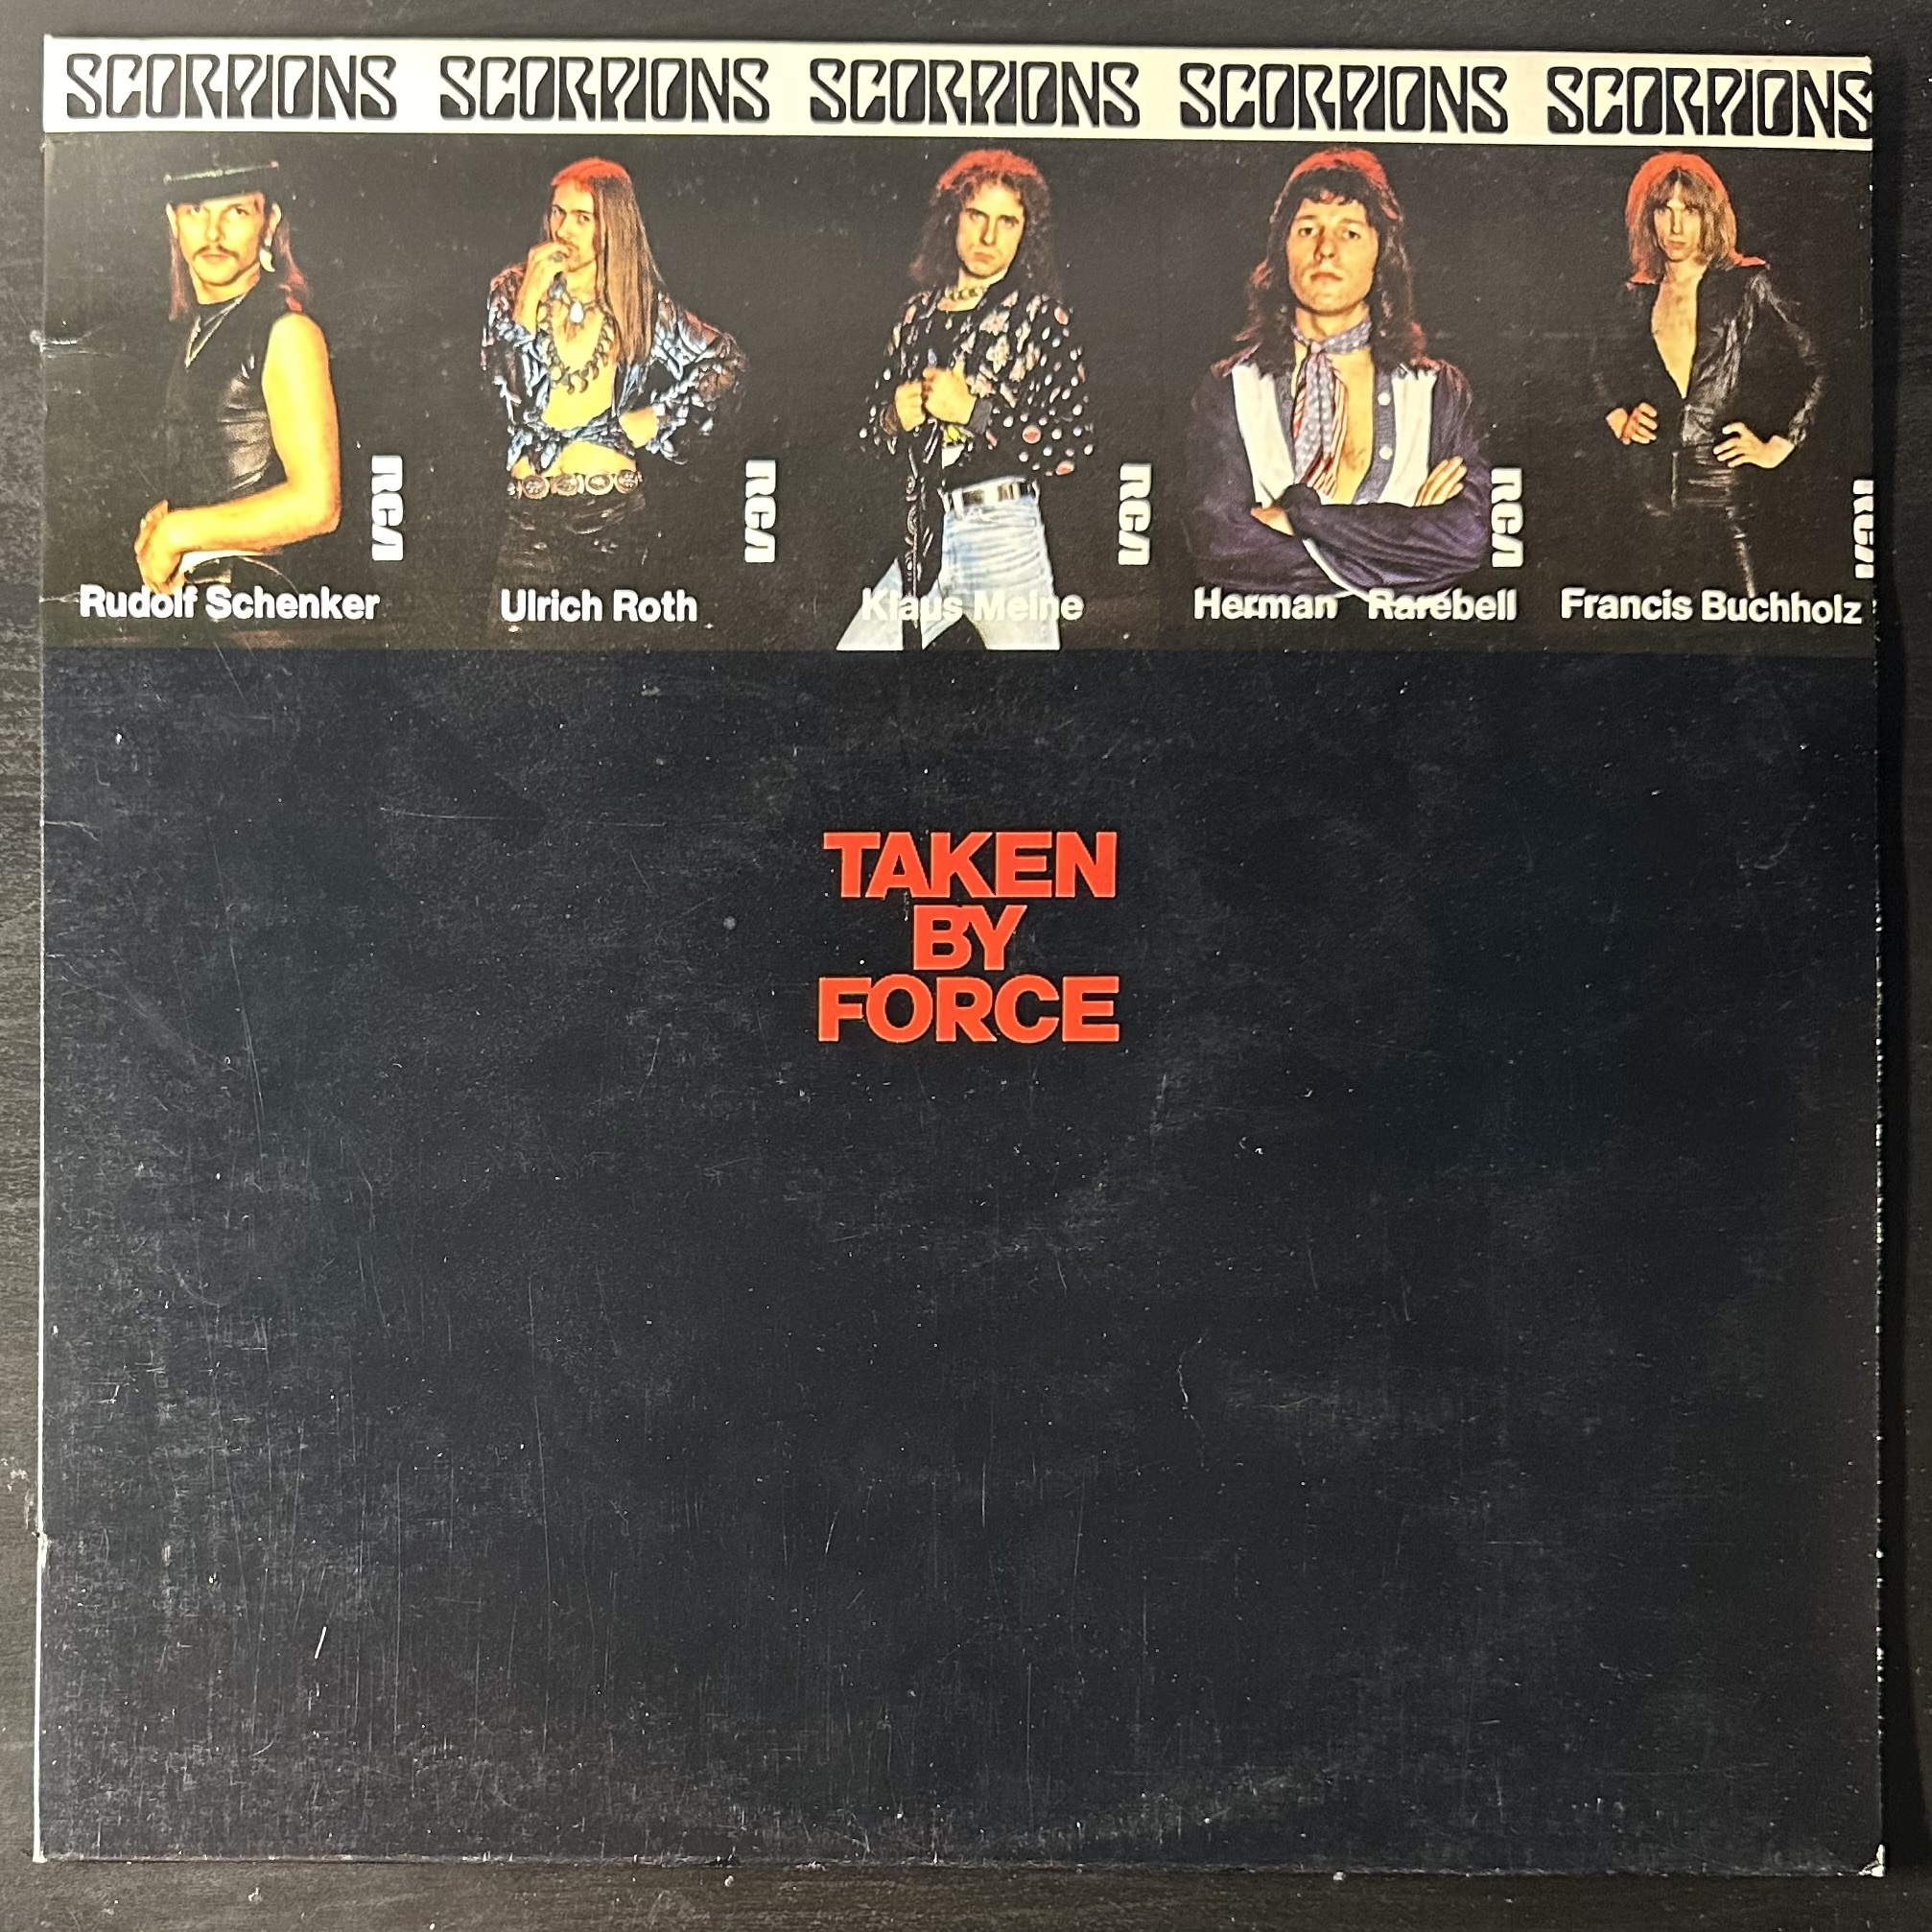 SCORPIONS SCORPIONS SCORPIONS SCORPIONS SCORPIONS
RCA RCA RCA RCA RCA
Rudolf Schenker Ulrich Roth Klaus Meine Herman Rarebell Francis Buchholz
TAKEN
BY
FORCE